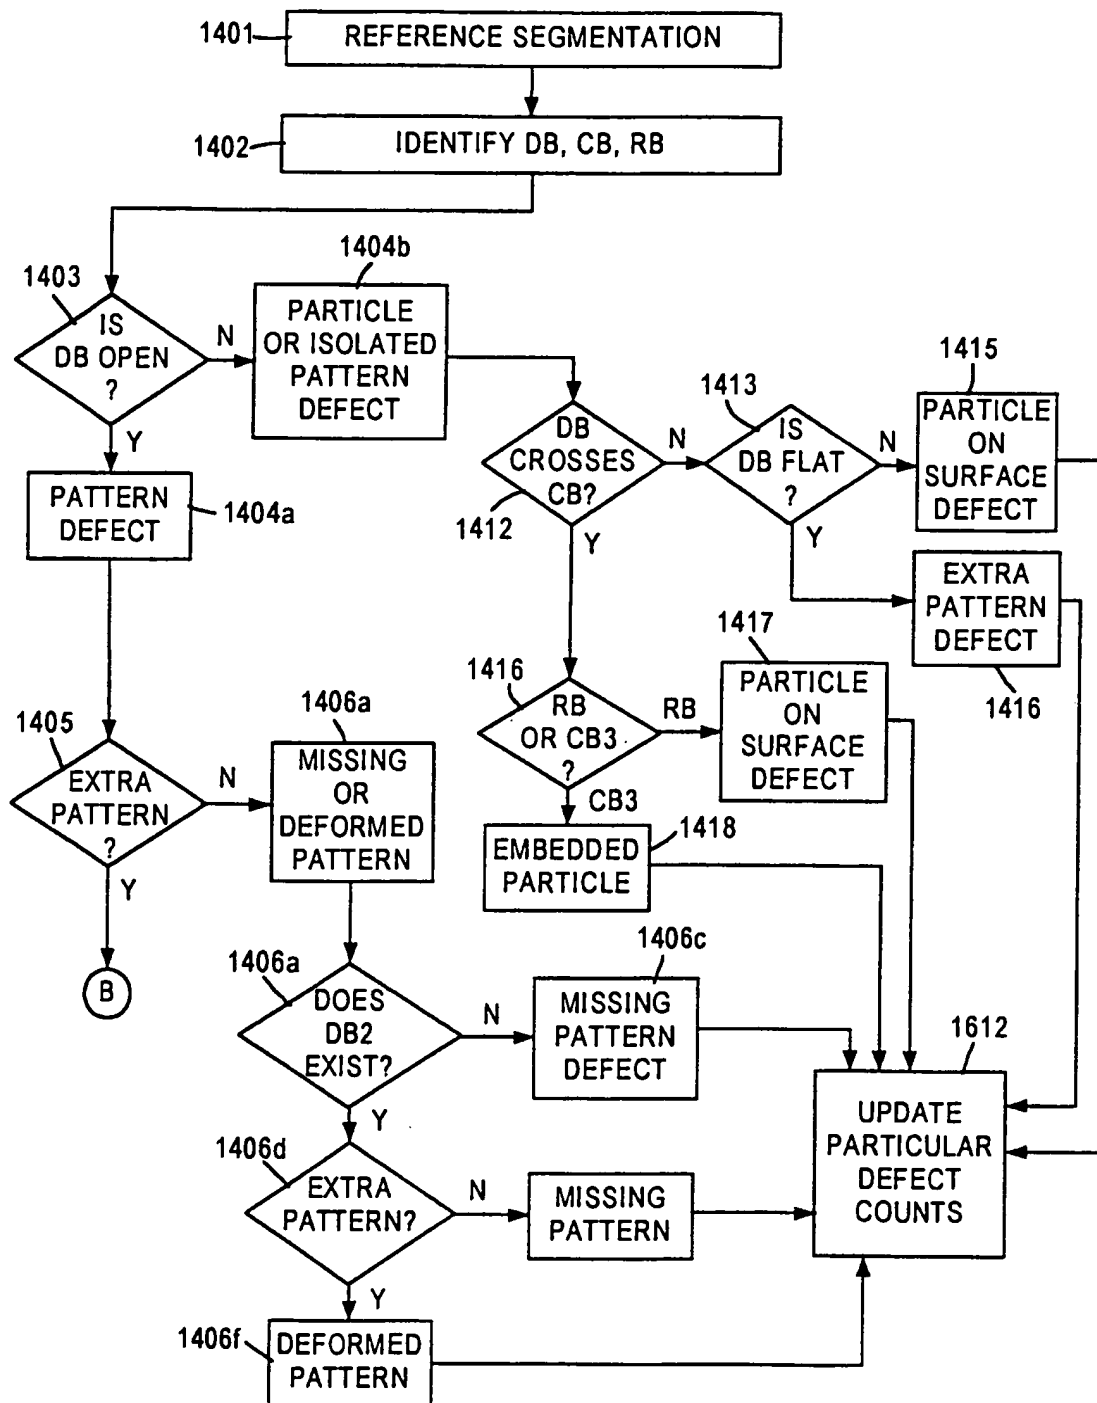 1401
REFERENCE SEGMENTATION
1402
IDENTIFY DB, CB, RB
1403
IS
DB OPEN
?
N
Y
1404b
PARTICLE
OR ISOLATED
PATTERN
DEFECT
PATTERN
DEFECT
1404a
DB
CROSSES
CB?
1412
N
Y
1413
IS
DB FLAT
?
N
Y
1415
PARTICLE
ON
SURFACE
DEFECT
EXTRA
PATTERN
DEFECT
1416
1416
RB
OR CB3
?
RB
CB3
1417
PARTICLE
ON
SURFACE
DEFECT
1418
EMBEDDED
PARTICLE
1405
EXTRA
PATTERN
?
N
Y
B
1406a
MISSING
OR
DEFORMED
PATTERN
1406a
DOES
DB2
EXIST?
N
Y
1406c
MISSING
PATTERN
DEFECT
1406d
EXTRA
PATTERN?
N
Y
MISSING
PATTERN
1406f
DEFORMED
PATTERN
1612
UPDATE
PARTICULAR
DEFECT
COUNTS